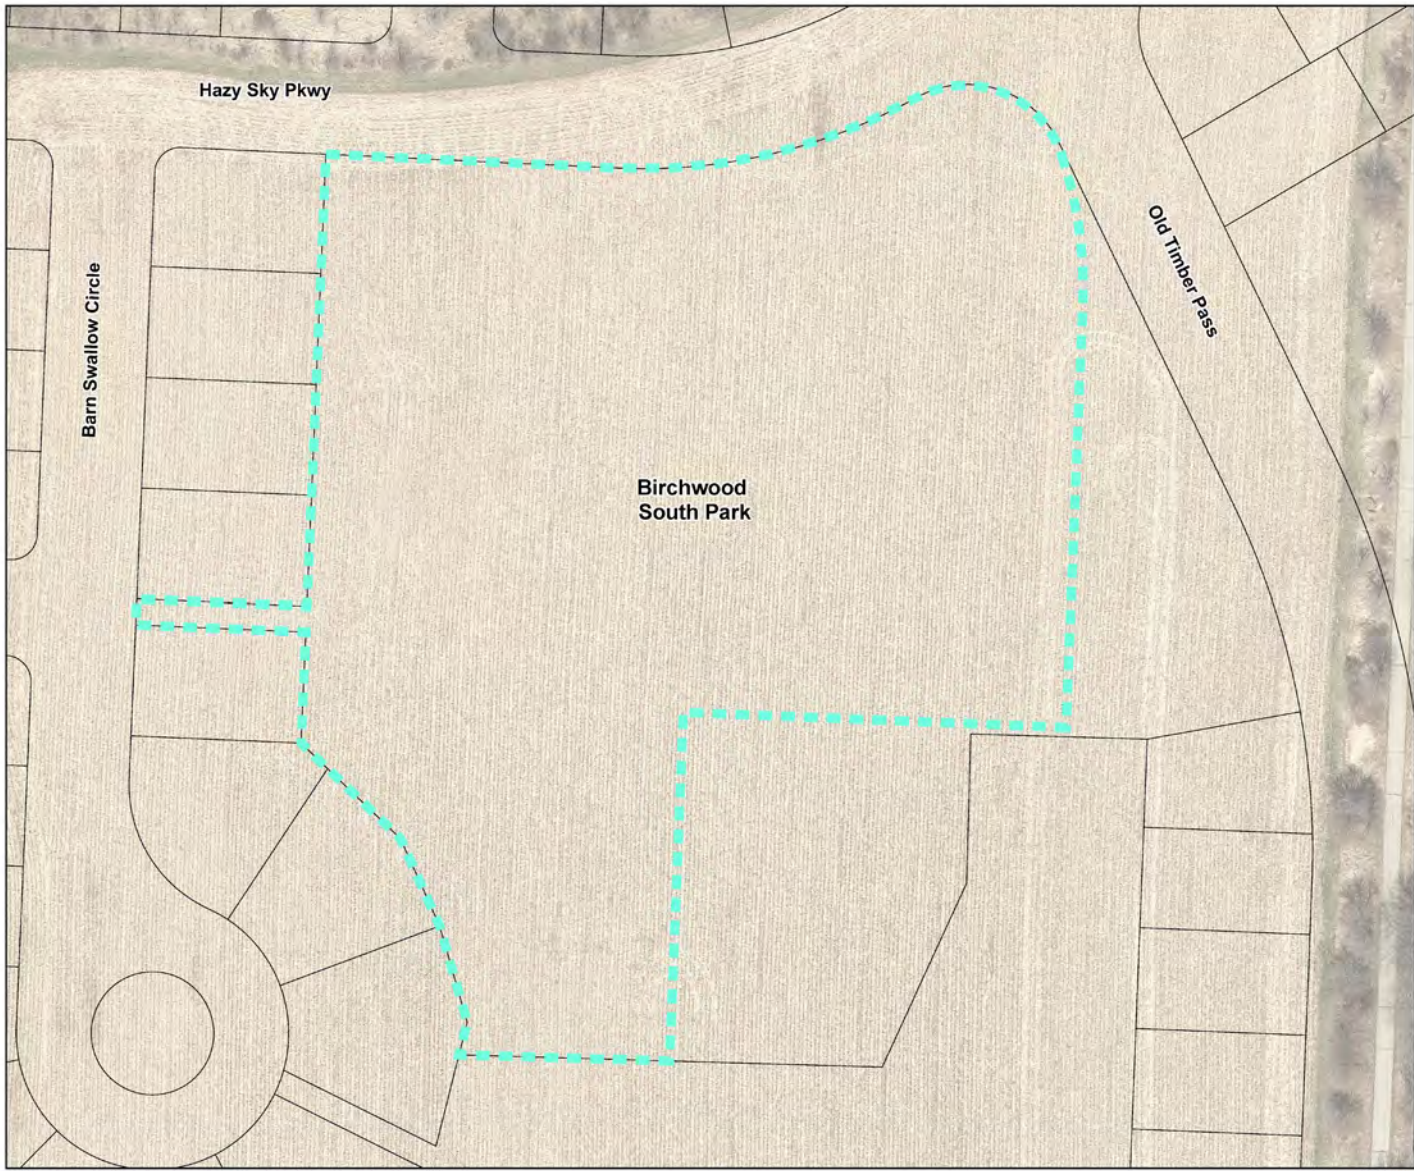 Hazy Sky Pkwy
Old Timber Pass
Barn Swallow Circle
Birchwood
South Park